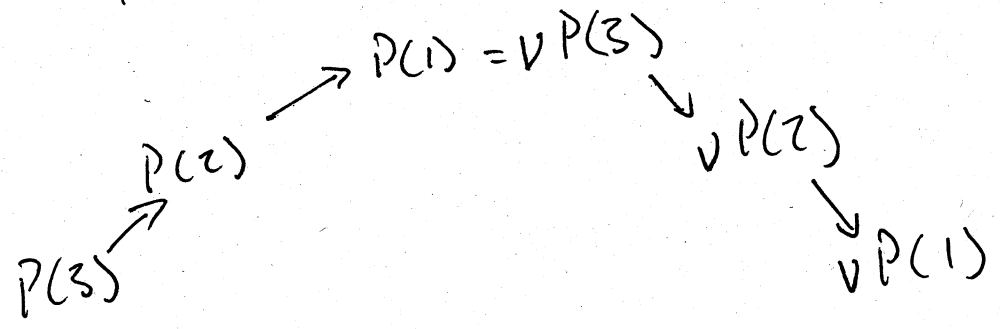 P(1) = ν P(3)
P(2)
ν P(2)
P(3)
ν P(1)